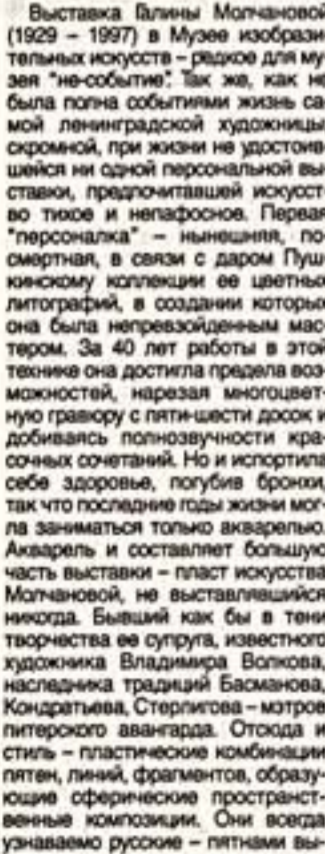 Выставка Галины Молчановой
(1929 – 1997) в Музее изобрази
тельных искусств – редкое для му
зея "не-событие". Так же, как не
была полна событиями жизнь са
мой ленинградской художницы
скромной, при жизни не удостоив
шейся ни одной персональной вы
ставки, предпочитавшей искусст
во тихое и непафосное. Первая
"персоналка" – нынешняя, по
смертная, в связи с даром Пуш
кинскому коллекции ее цветных
литографий, в создании которых
она была непревзойденным мас
тером. За 40 лет работы в этой
технике она достигла предела воз
можностей, нарезая многоцвет
ную гравюру с пяти-шести досок и
добиваясь полнозвучности кра
сочных сочетаний. Но и испортила
себе здоровье, погубив бронхи,
так что последние годы жизни мог
ла заниматься только акварелью.
Акварель и составляет большую
часть выставки – пласт искусства
Молчановой, не выставлявшийся
никогда. Бывший как бы в тени
творчества ее супруга, известного
художника Владимира Волкова,
наследника традиций Басманова,
Кондратьева, Стерлигова – мэтров
питерского авангарда. Отсюда и
стиль – пластические комбинации
пятен, линий, фрагментов, образу-
ющие сферические пространст-
венные композиции. Они всегда
узнаваемо русские – пятнами вы-